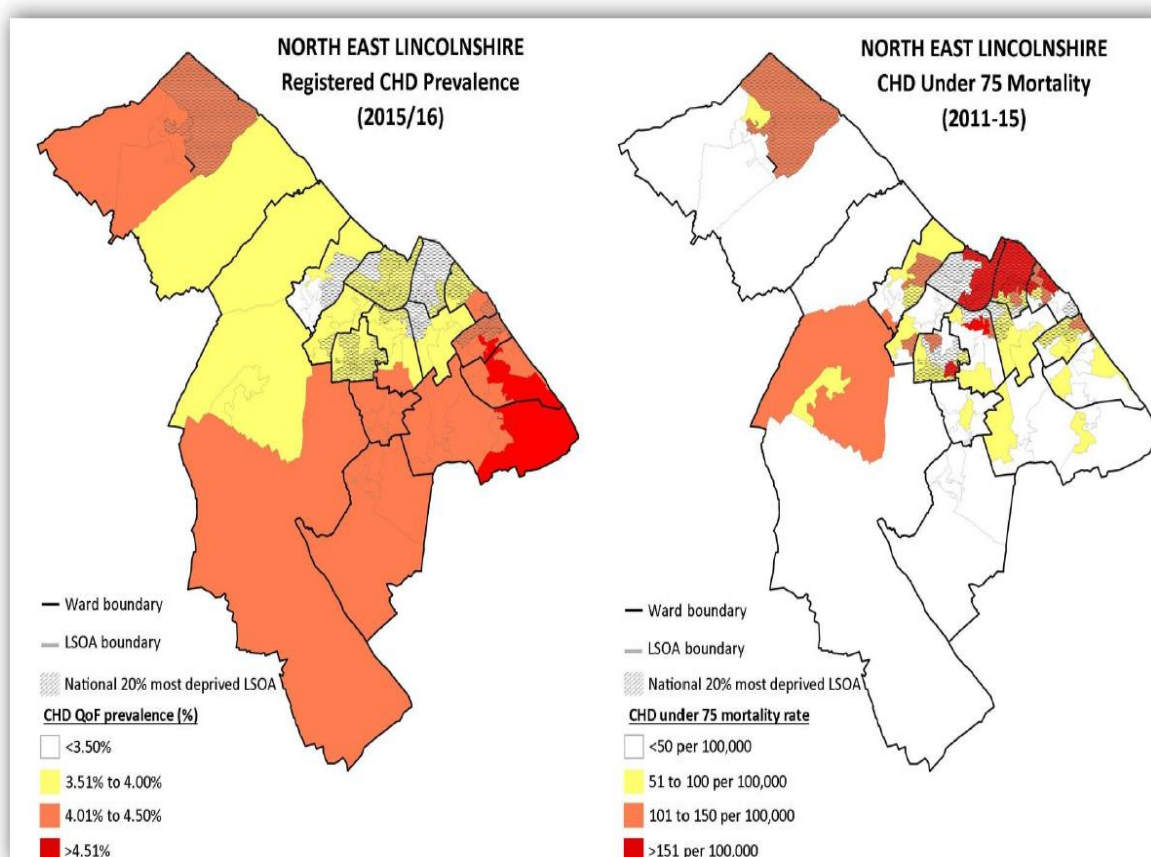 NORTH EAST LINCOLNSHIRE
Registered CHD Prevalence
(2015/16)
Ward boundary
LSOA boundary
National 20% most deprived LSOA
CHD QoF prevalence (%)
<3.50%
3.51% to 4.00%
4.01% to 4.50%
>4.51%
NORTH EAST LINCOLNSHIRE
CHD Under 75 Mortality
(2011-15)
Ward boundary
LSOA boundary
National 20% most deprived LSOA
CHD under 75 mortality rate
<50 per 100,000
51 to 100 per 100,000
101 to 150 per 100,000
>151 per 100,000